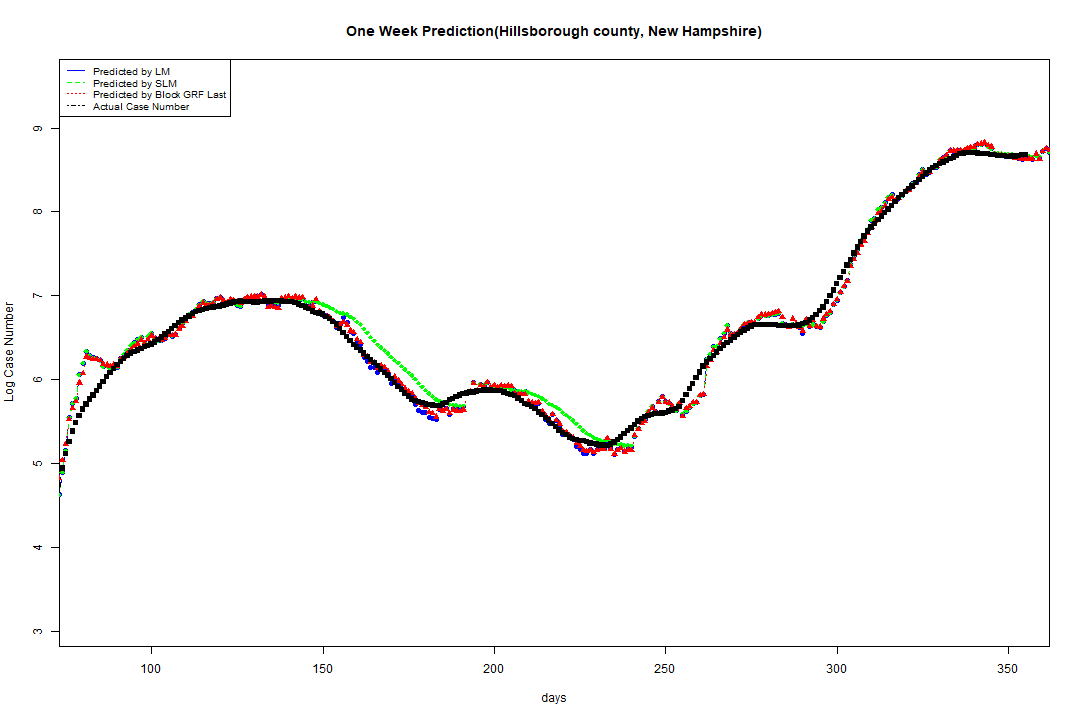 One Week Prediction(Hillsborough county, New Hampshire)
Predicted by LM
Predicted by SLM
Predicted by Block GRF Last
Actual Case Number
Log Case Number
9
8
7
6
5
4
3
100 150 200 250 300 350
days